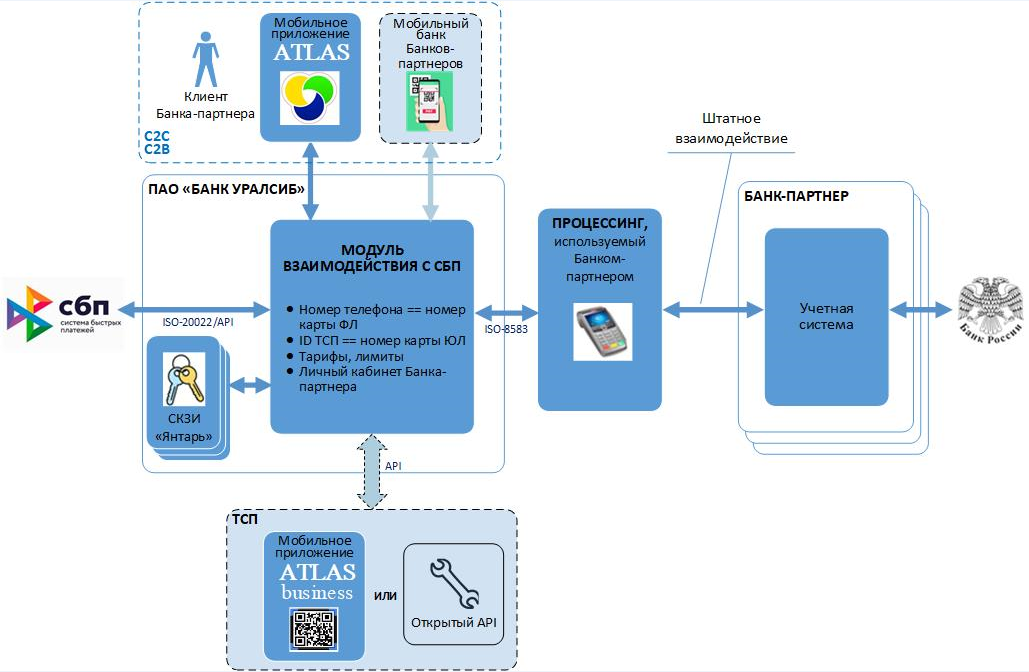 Мобильное
приложение
ATLAS
Мобильный
банк
Банков-
партнеров
Клиент
Банка-партнера
C2C
C2B
Штатное
взаимодействие
ПАО «БАНК УРАЛСИБ»
МОДУЛЬ
ВЗАИМОДЕЙСТВИЯ С СБП
Номер телефона == номер
карты ФЛ
ID ТСП == номер карты ЮЛ
Тарифы, лимиты
Личный кабинет Банка-
партнера
ПРОЦЕССИНГ,
используемый
Банком-
партнером
БАНК-ПАРТНЕР
Учетная
система
Банк России
сбп
система быстрых
платежей
ISO-20022/API
ISO-8583
СКЗИ
«Янтарь»
API
ТСП
Мобильное
приложение
ATLAS
business
или
Открытый API